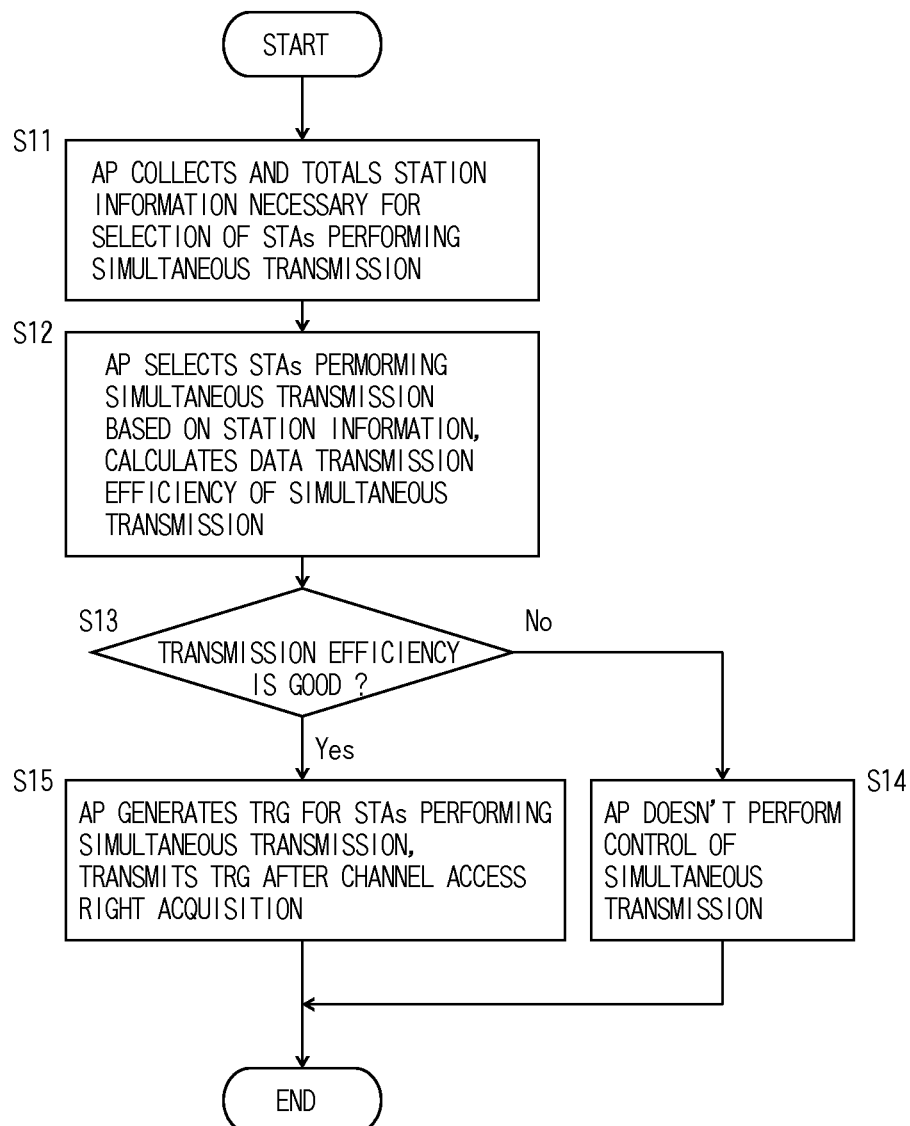 START
S11
AP COLLECTS AND TOTALS STATION
INFORMATION NECESSARY FOR
SELECTION OF STAs PERFORMING
SIMULTANEOUS TRANSMISSION
S12
AP SELECTS STAs PERMORMING
SIMULTANEOUS TRANSMISSION
BASED ON STATION INFORMATION,
CALCULATES DATA TRANSMISSION
EFFICIENCY OF SIMULTANEOUS
TRANSMISSION
S13
TRANSMISSION EFFICIENCY
IS GOOD ?
No
Yes
S15
AP GENERATES TRG FOR STAs PERFORMING
SIMULTANEOUS TRANSMISSION,
TRANSMITS TRG AFTER CHANNEL ACCESS
RIGHT ACQUISITION
S14
AP DOESN'T PERFORM
CONTROL OF
SIMULTANEOUS
TRANSMISSION
END